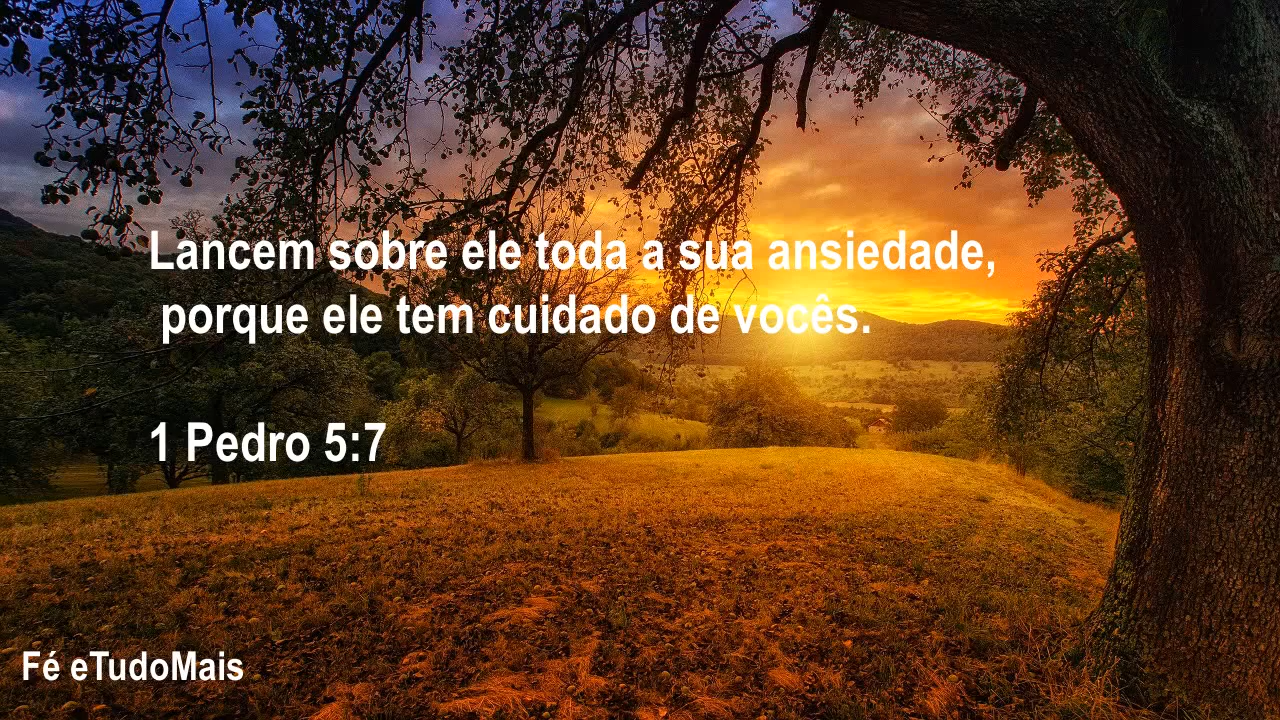 Lancem sobre ele toda a sua ansiedade,
porque ele tem cuidado de vocês.
1 Pedro 5:7
Fé eTudoMais